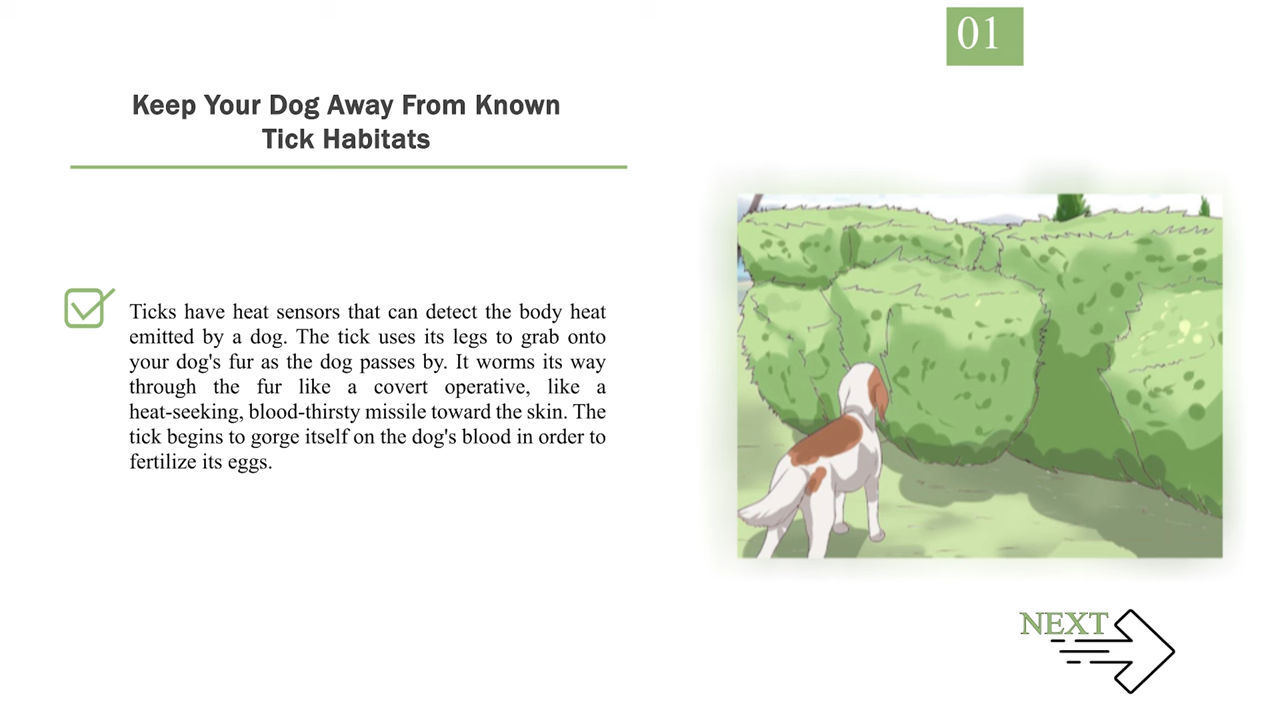 01
Keep Your Dog Away From Known
Tick Habitats
Ticks have heat sensors that can detect the body heat
emitted by a dog. The tick uses its legs to grab onto
your dog's fur as the dog passes by. It worms its way
through the fur like a covert operative, like a
heat-seeking, blood-thirsty missile toward the skin. The
tick begins to gorge itself on the dog's blood in order to
fertilize its eggs.
NEXT